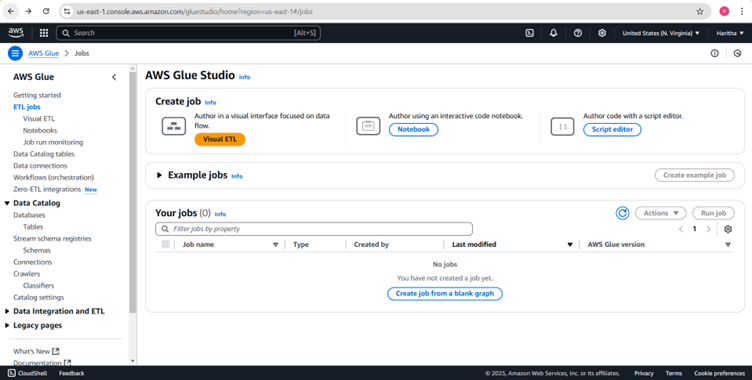 us-east-1.console.aws.amazon.com/gluestudio/home?region=us-east-1#/jobs
aws
Search [Alt+S]
United States (N. Virginia)
Haritha
AWS Glue > Jobs
AWS Glue
Getting started
ETL jobs
Visual ETL
Notebooks
Job run monitoring
Data Catalog tables
Data connections
Workflows (orchestration)
Zero-ETL integrations New
Data Catalog
Databases
Tables
Stream schema registries
Schemas
Connections
Crawlers
Classifiers
Catalog settings
Data Integration and ETL
Legacy pages
What's New
Documentation
AWS Glue Studio Info
Create job Info
Author in a visual interface focused on data
flow.
Visual ETL
Author using an interactive code notebook.
Notebook
Author code with a script editor.
Script editor
Example jobs Info
Create example job
Your jobs (0) Info
Actions
Run job
Filter jobs by property
1
Job name Type Created by Last modified AWS Glue version
No jobs
You have not created a job yet.
Create job from a blank graph
CloudShell Feedback
© 2025, Amazon Web Services, Inc. or its affiliates. Privacy Terms Cookie preferences